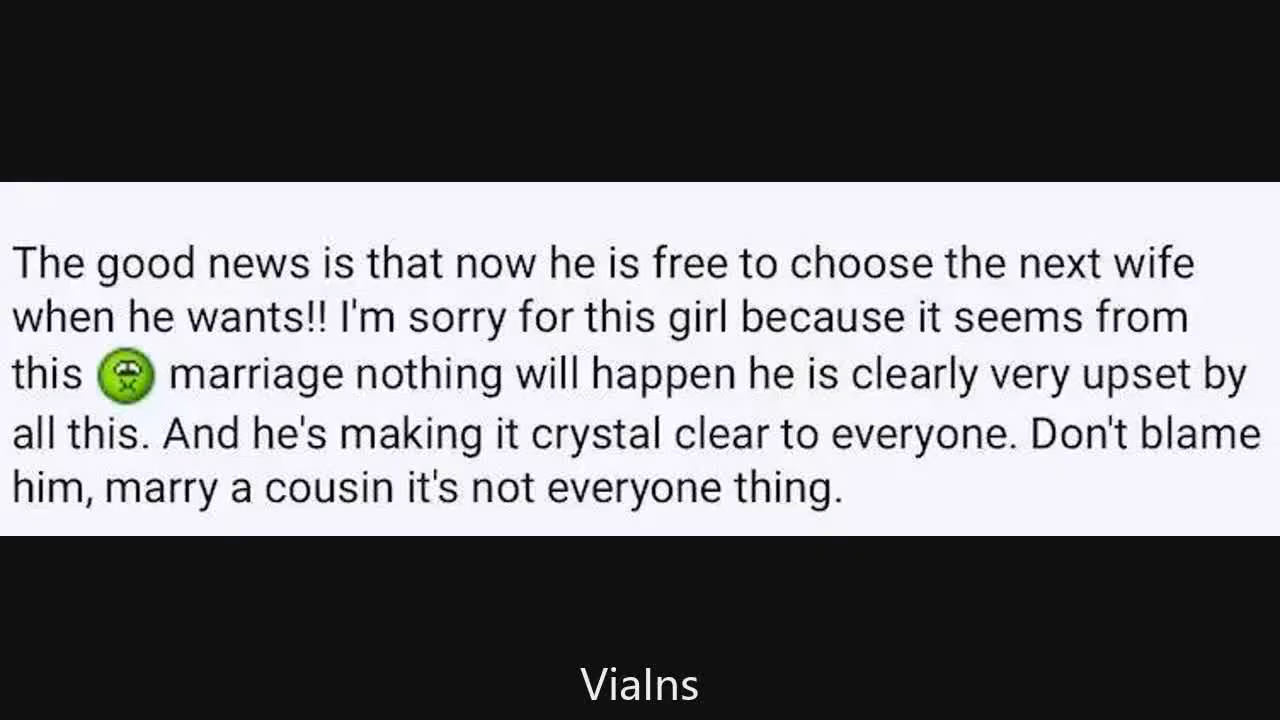 The good news is that now he is free to choose the next wife
when he wants!! I'm sorry for this girl because it seems from
this marriage nothing will happen he is clearly very upset by
all this. And he's making it crystal clear to everyone. Don't blame
him, marry a cousin it's not everyone thing.
ViaIns